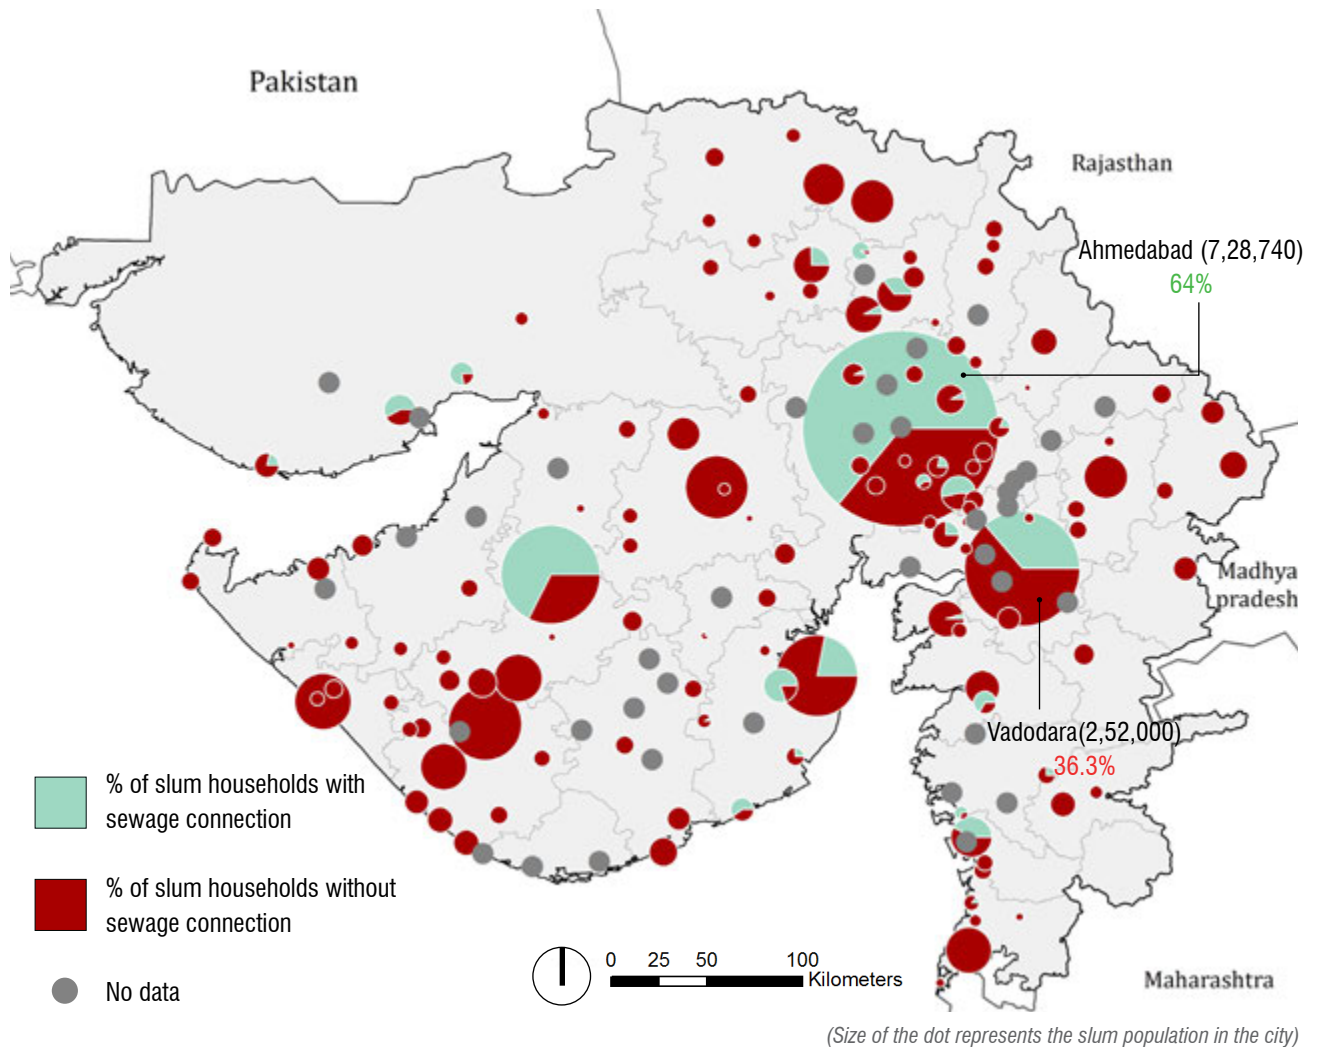 Pakistan
Rajasthan
Ahmedabad (7,28,740)
64%
Madhya
pradesh
Vadodara(2,52,000)
36.3%
% of slum households with
sewage connection
% of slum households without
sewage connection
No data
0 25 50 100
Kilometers
Maharashtra
(Size of the dot represents the slum population in the city)